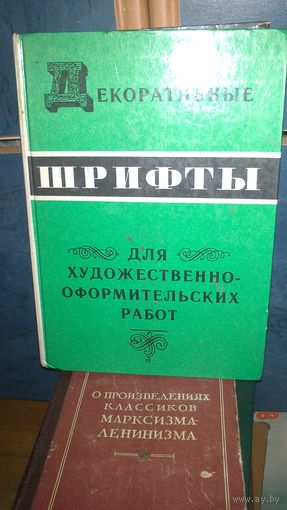 ДЕКОРАТИВНЫЕ
ШРИФТЫ
ДЛЯ
ХУДОЖЕСТВЕННО-
ОФОРМИТЕЛЬСКИХ
РАБОТ
О ПРОИЗВЕДЕНИЯХ
КЛАССИКОВ
МАРКСИЗМА-
ЛЕНИНИЗМА
www.ay.by